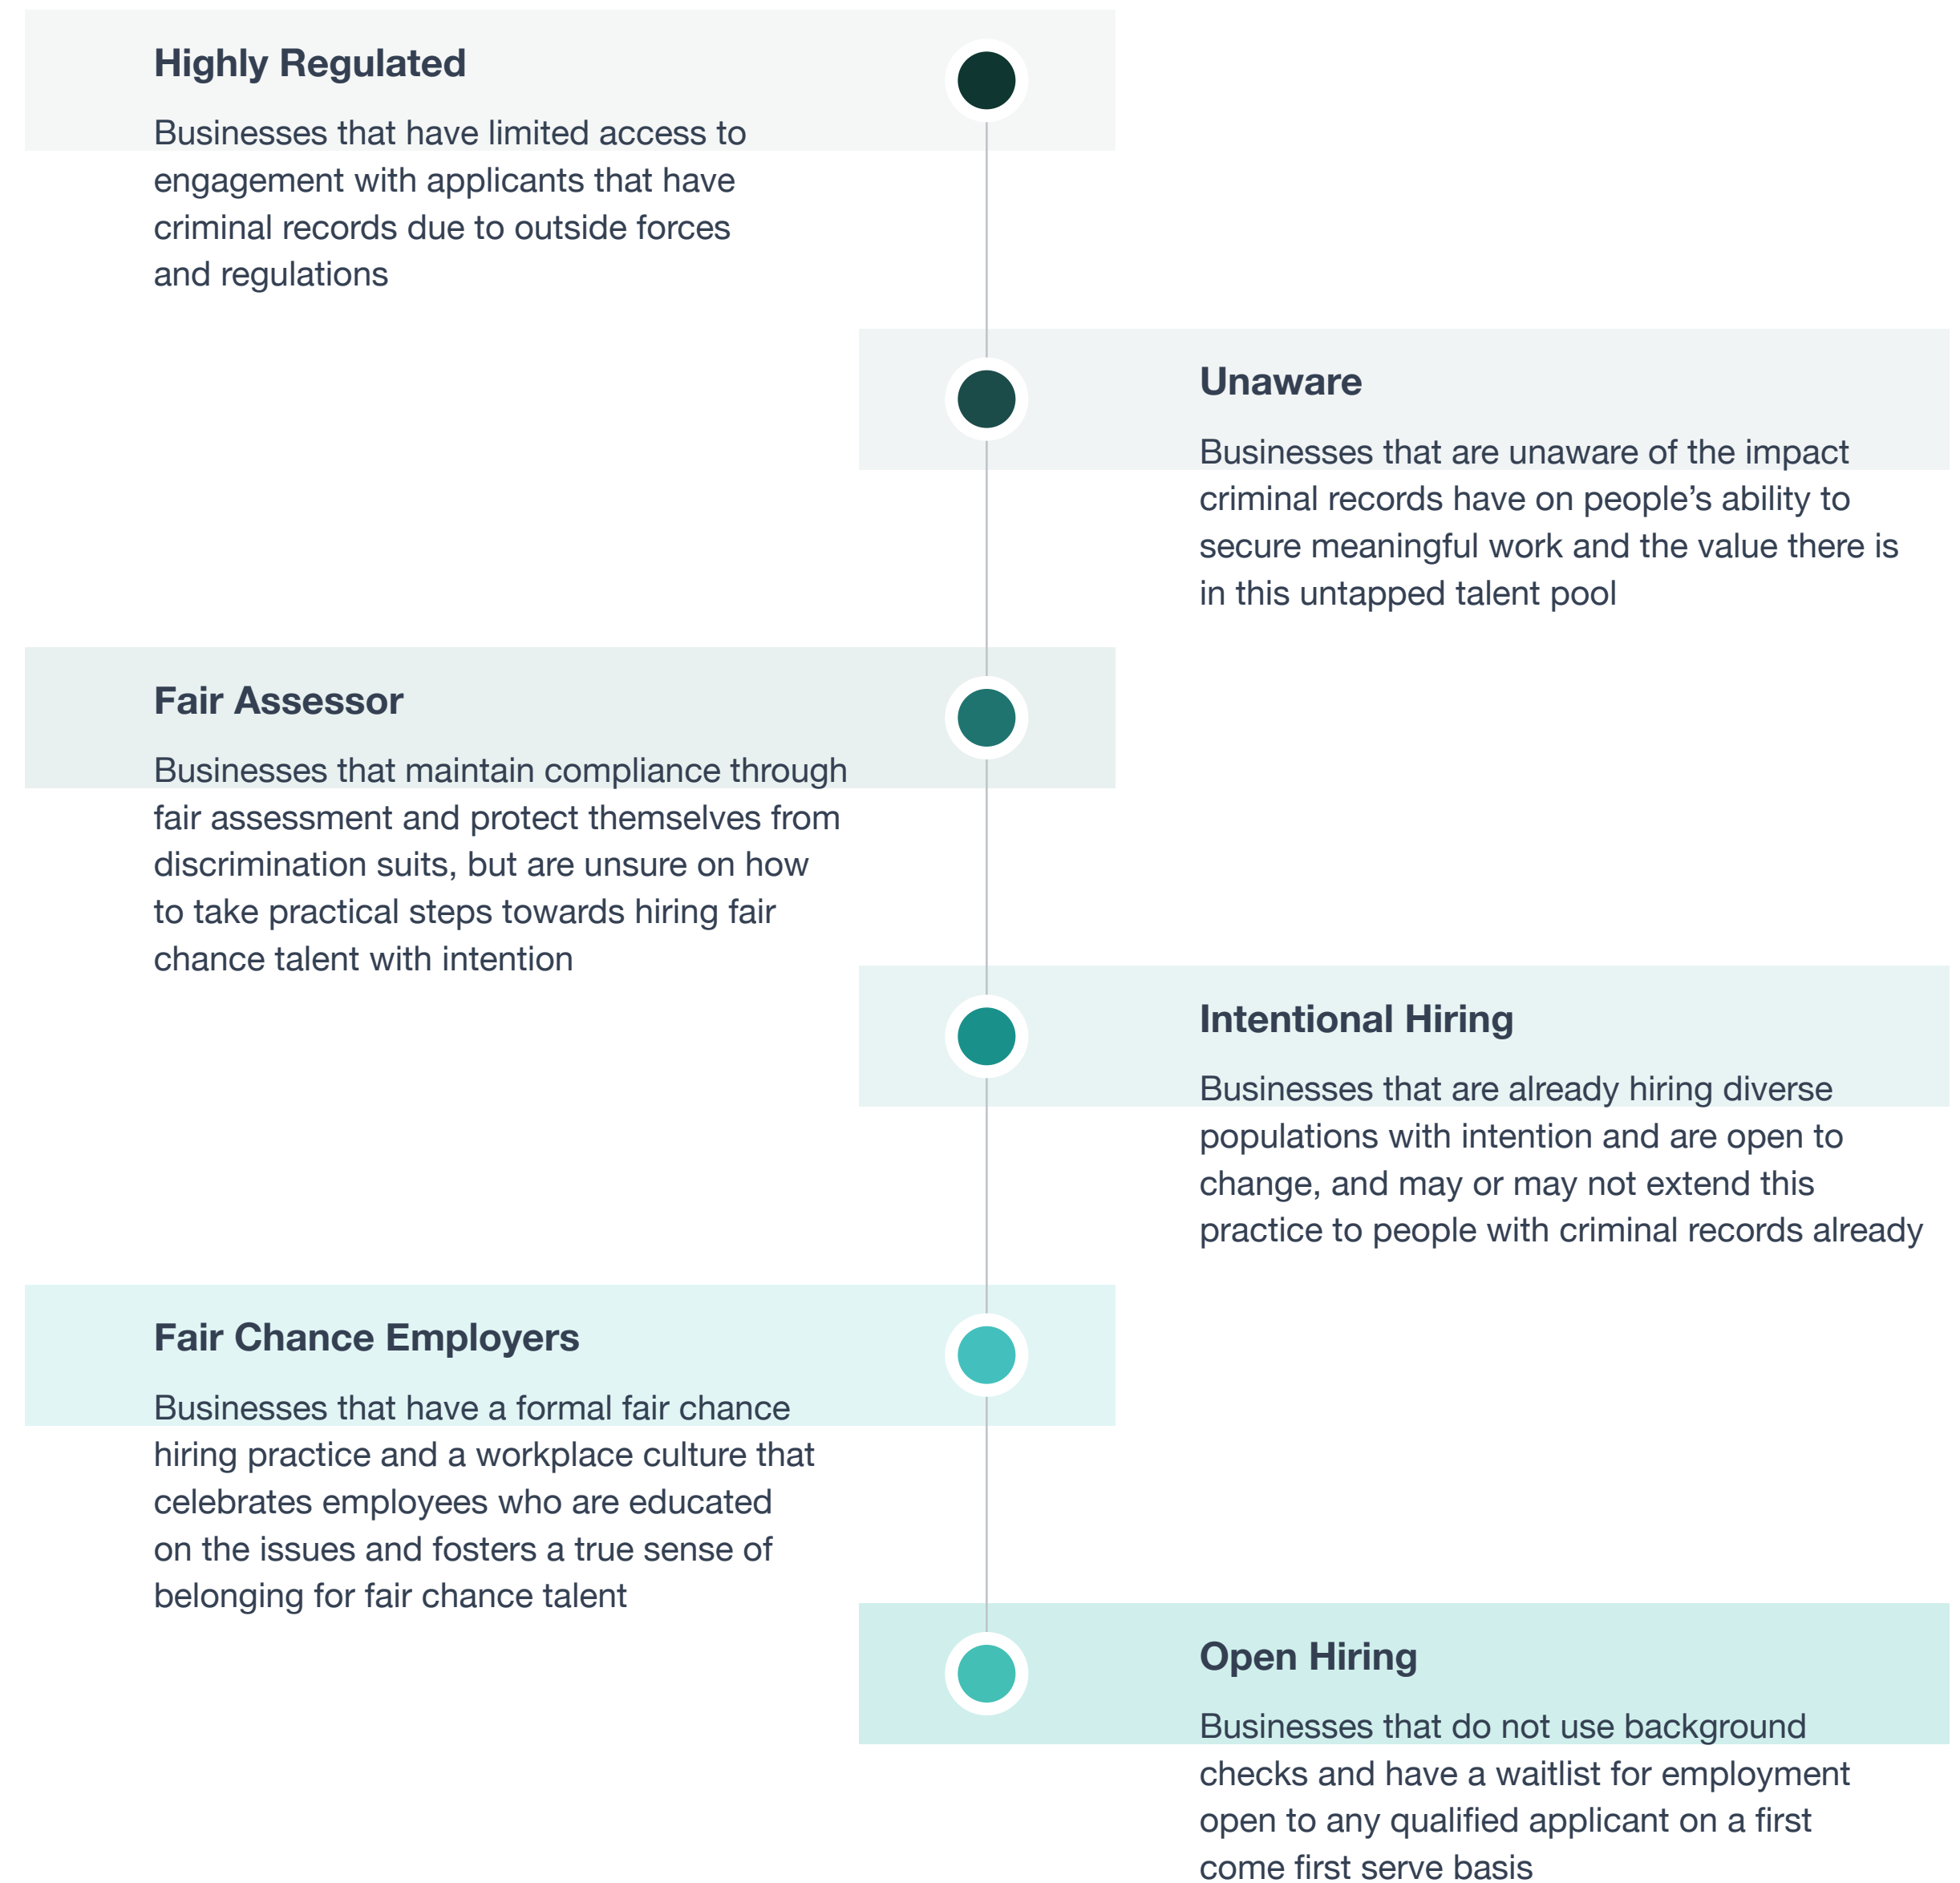 Highly Regulated
Businesses that have limited access to
engagement with applicants that have
criminal records due to outside forces
and regulations
Unaware
Businesses that are unaware of the impact
criminal records have on people’s ability to
secure meaningful work and the value there is
in this untapped talent pool
Fair Assessor
Businesses that maintain compliance through
fair assessment and protect themselves from
discrimination suits, but are unsure on how
to take practical steps towards hiring fair
chance talent with intention
Intentional Hiring
Businesses that are already hiring diverse
populations with intention and are open to
change, and may or may not extend this
practice to people with criminal records already
Fair Chance Employers
Businesses that have a formal fair chance
hiring practice and a workplace culture that
celebrates employees who are educated
on the issues and fosters a true sense of
belonging for fair chance talent
Open Hiring
Businesses that do not use background
checks and have a waitlist for employment
open to any qualified applicant on a first
come first serve basis